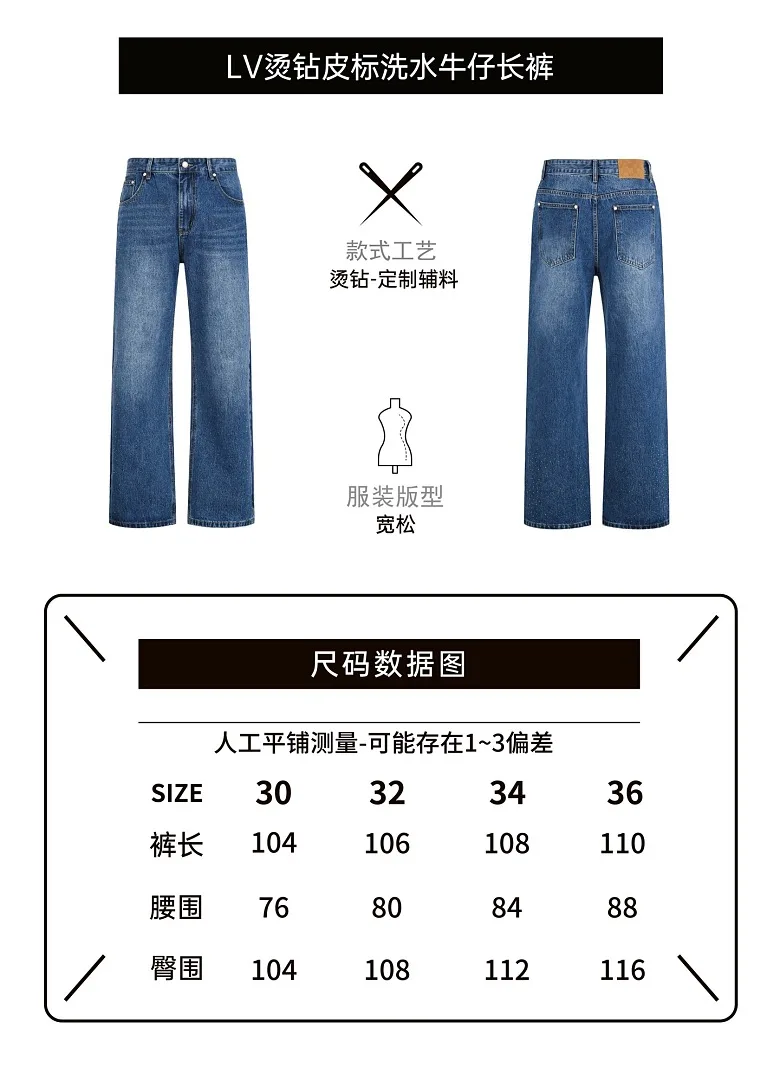 LV烫钻皮标洗水牛仔长裤
款式工艺
烫钻-定制辅料
服装版型
宽松
尺码数据图
人工平铺测量-可能存在1~3偏差
SIZE 30 32 34 36
裤长 104 106 108 110
腰围 76 80 84 88
臀围 104 108 112 116